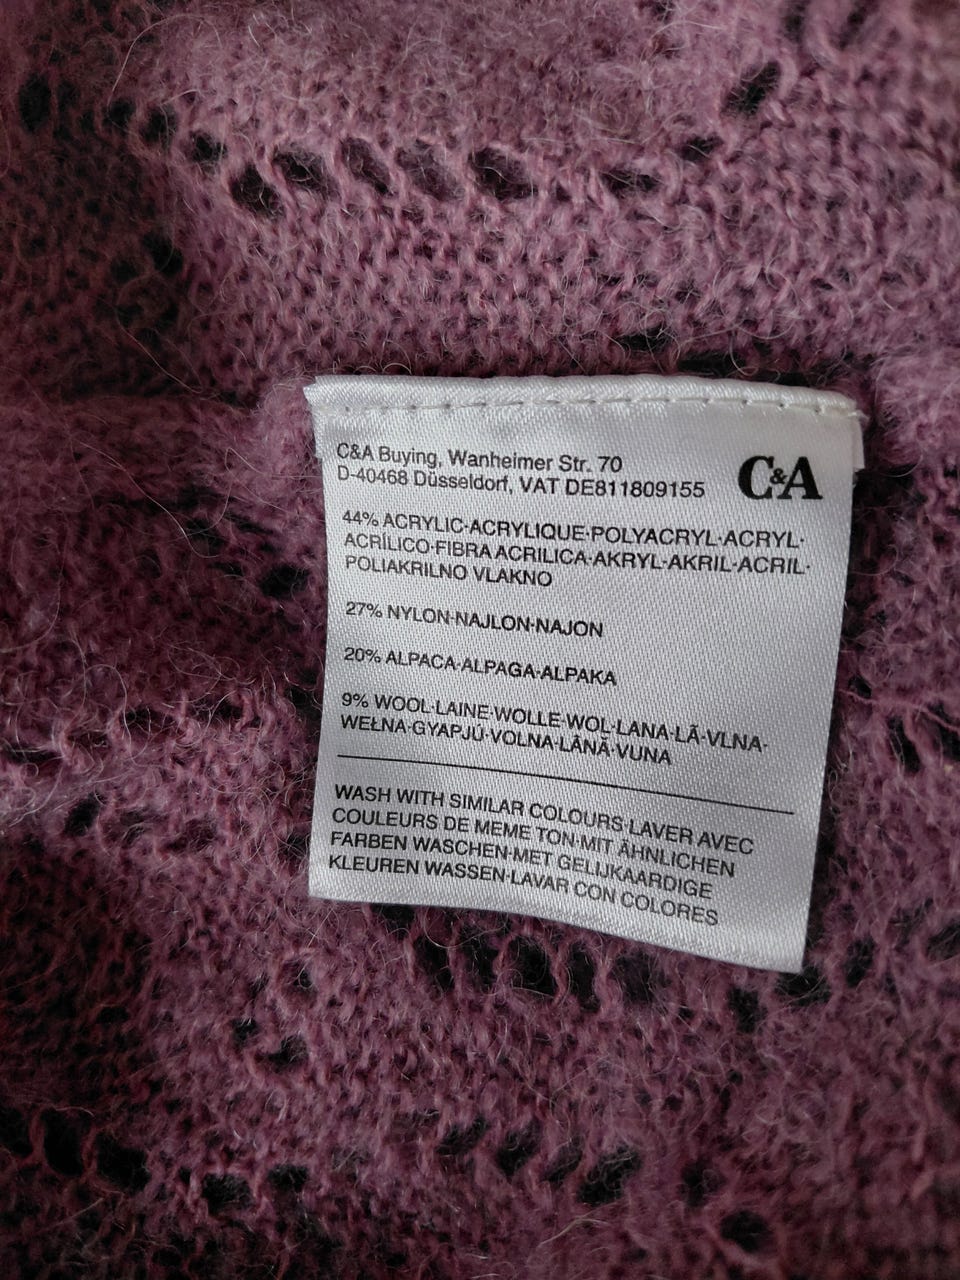 C&A Buying, Wanheimer Str. 70
D-40468 Düsseldorf, VAT DE811809155
C&A
44% ACRYLIC·ACRYLIQUE·POLYACRYL·ACRYL·
ACRÍLICO·FIBRA ACRILICA·AKRYL·AKRIL·ACRIL·
POLIAKRILNO VLAKNO
27% NYLON·NAJLON·NAJON
20% ALPACA·ALPAGA·ALPAKA
9% WOOL·LAINE·WOLLE·WOL·LANA·LÃ·VLNA·
WEŁNA·GYAPJÚ·VOLNA·LÂNĂ·VUNA
WASH WITH SIMILAR COLOURS·LAVER AVEC
COULEURS DE MEME TON·MIT ÄHNLICHEN
FARBEN WASCHEN·MET GELIJKAARDIGE
KLEUREN WASSEN·LAVAR CON COLORES